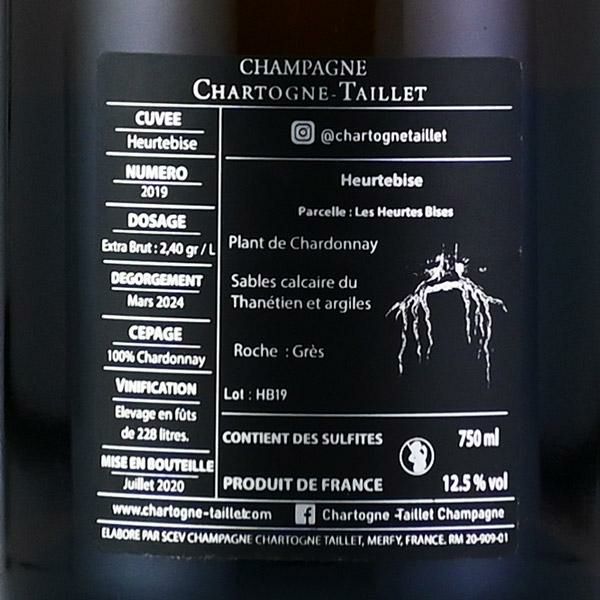 CHAMPAGNE
CHARTOGNE-TAILLET
CUVEE
Heurtebise
NUMERO
2019
DOSAGE
Extra Brut : 2,40 gr / L
DEGORGEMENT
Mars 2024
CEPAGE
100% Chardonnay
VINIFICATION
Elevage en fûts
de 228 litres.
MISE EN BOUTEILLE
Juillet 2020
@chartognetaillet
Heurtebise
Parcelle : Les Heurtes Bises
Plant de Chardonnay
Sables calcaire du
Thanétien et argiles
Roche : Grès
Lot : HB19
CONTIENT DES SULFITES
750 ml
PRODUIT DE FRANCE
12.5 % vol
www.chartogne-taillet.com
Chartogne -Taillet Champagne
ELABORE PAR SCEV CHAMPAGNE CHARTOGNE TAILLET, MERFY, FRANCE. RM 20-909-01